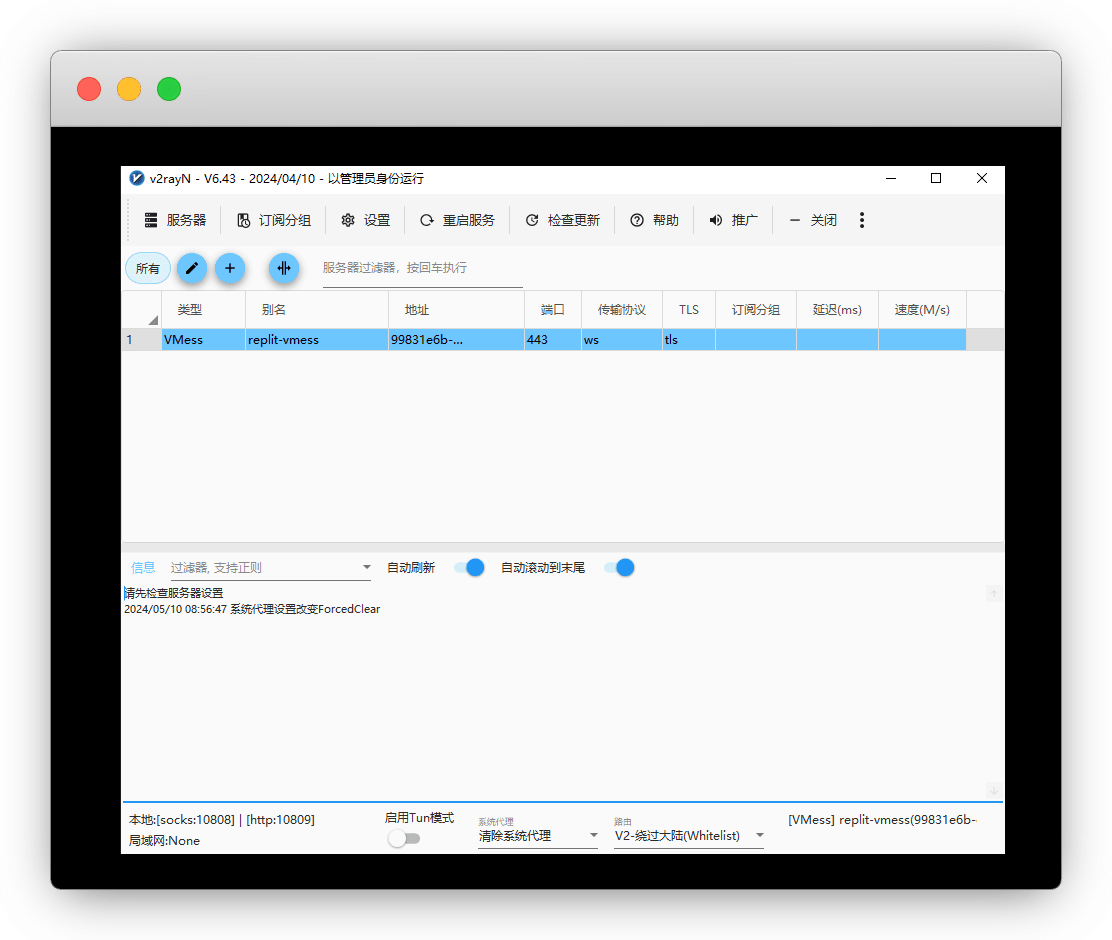 v2rayN - V6.43 - 2024/04/10 - 以管理员身份运行
服务器 订阅分组 设置 重启服务 检查更新 帮助 推广 关闭
所有 服务器过滤器，按回车执行
类型 别名 地址 端口 传输协议 TLS 订阅分组 延迟(ms) 速度(M/s)
1 VMess replit-vmess 99831e6b-... 443 ws tls
信息 过滤器, 支持正则 自动刷新 自动滚动到末尾
请先检查服务器设置
2024/05/10 08:56:47 系统代理设置改变ForcedClear
本地:[socks:10808] | [http:10809]
局域网:None
启用Tun模式
系统代理
清除系统代理
路由
V2-绕过大陆(Whitelist)
[VMess] replit-vmess(99831e6b-